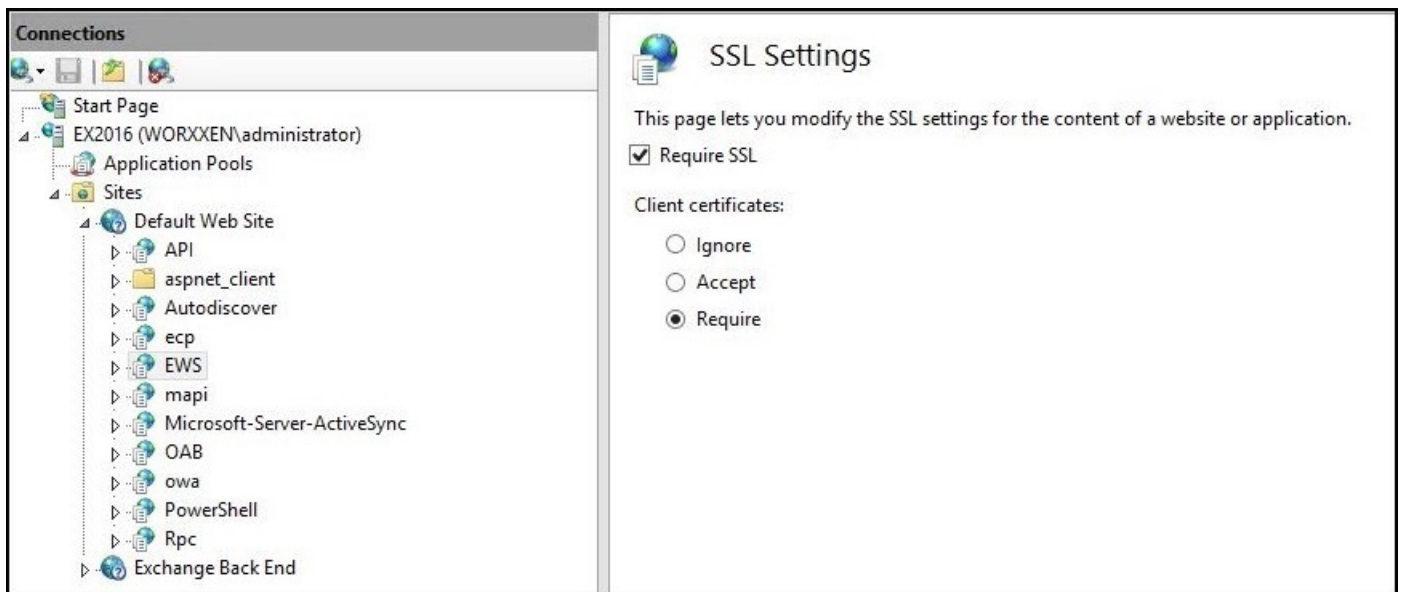 Connections
Start Page
EX2016 (WORXXEN\administrator)
Application Pools
Sites
Default Web Site
API
aspnet_client
Autodiscover
ecp
EWS
mapi
Microsoft-Server-ActiveSync
OAB
owa
PowerShell
Rpc
Exchange Back End
SSL Settings
This page lets you modify the SSL settings for the content of a website or application.
Require SSL
Client certificates:
Ignore
Accept
Require